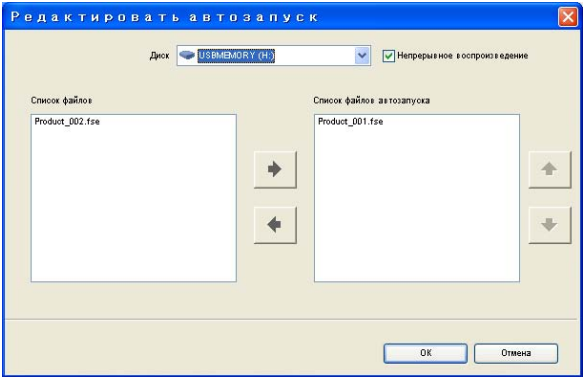 Редактировать автозапуск
Диск USBMEMORY (H:) Непрерывное воспроизведение
Список файлов Список файлов автозапуска
Product_002.fse Product_001.fse
OK Отмена